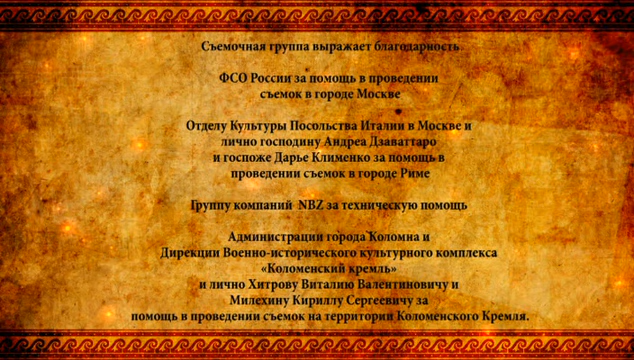 Съемочная группа выражает благодарность
ФСО России за помощь в проведении
съемок в городе Москве
Отделу Культуры Посольства Италии в Москве и
лично господину Андреа Дзаваттаро
и госпоже Дарье Клименко за помощь в
проведении съемок в городе Риме
Группу компаний NBZ за техническую помощь
Администрации города Коломна и
Дирекции Военно-исторического культурного комплекса
«Коломенский кремль»
и лично Хитрову Виталию Валентиновичу и
Милехину Кириллу Сергеевичу за
помощь в проведении съемок на территории Коломенского Кремля.